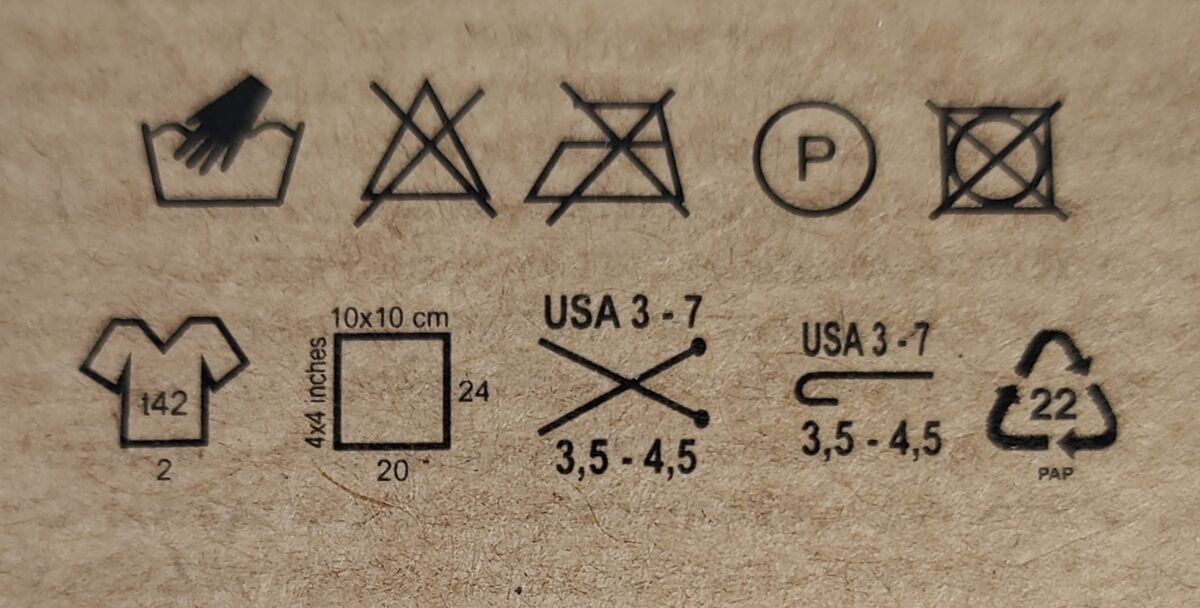 P
t42
2
10x10 cm
4x4 inches
24
20
USA 3 - 7
3,5 - 4,5
USA 3 - 7
3,5 - 4,5
22
PAP